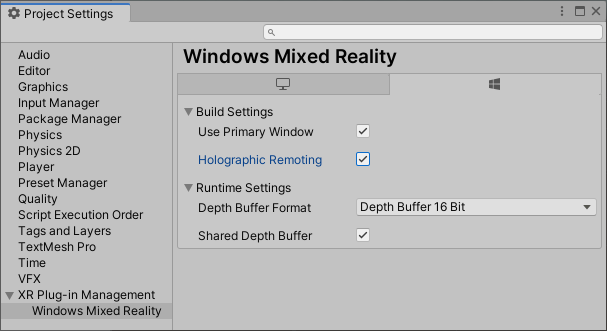 Project Settings
Audio
Editor
Graphics
Input Manager
Package Manager
Physics
Physics 2D
Player
Preset Manager
Quality
Script Execution Order
Tags and Layers
TextMesh Pro
Time
VFX
XR Plug-in Management
Windows Mixed Reality
Windows Mixed Reality
Build Settings
Use Primary Window
Holographic Remoting
Runtime Settings
Depth Buffer Format Depth Buffer 16 Bit
Shared Depth Buffer